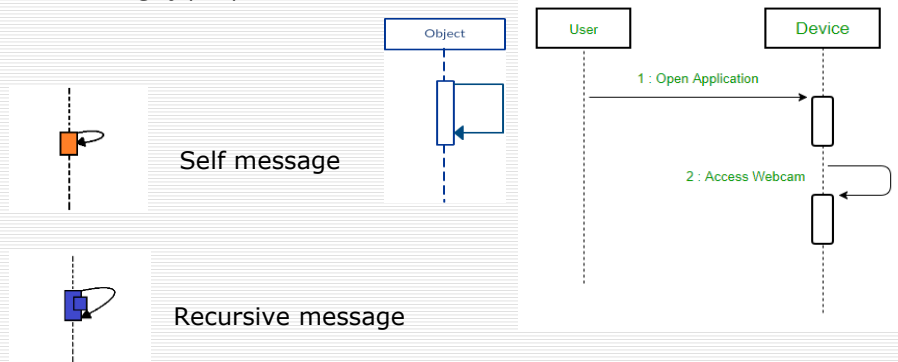 Object
User
Device
1 : Open Application
Self message
2 : Access Webcam
Recursive message